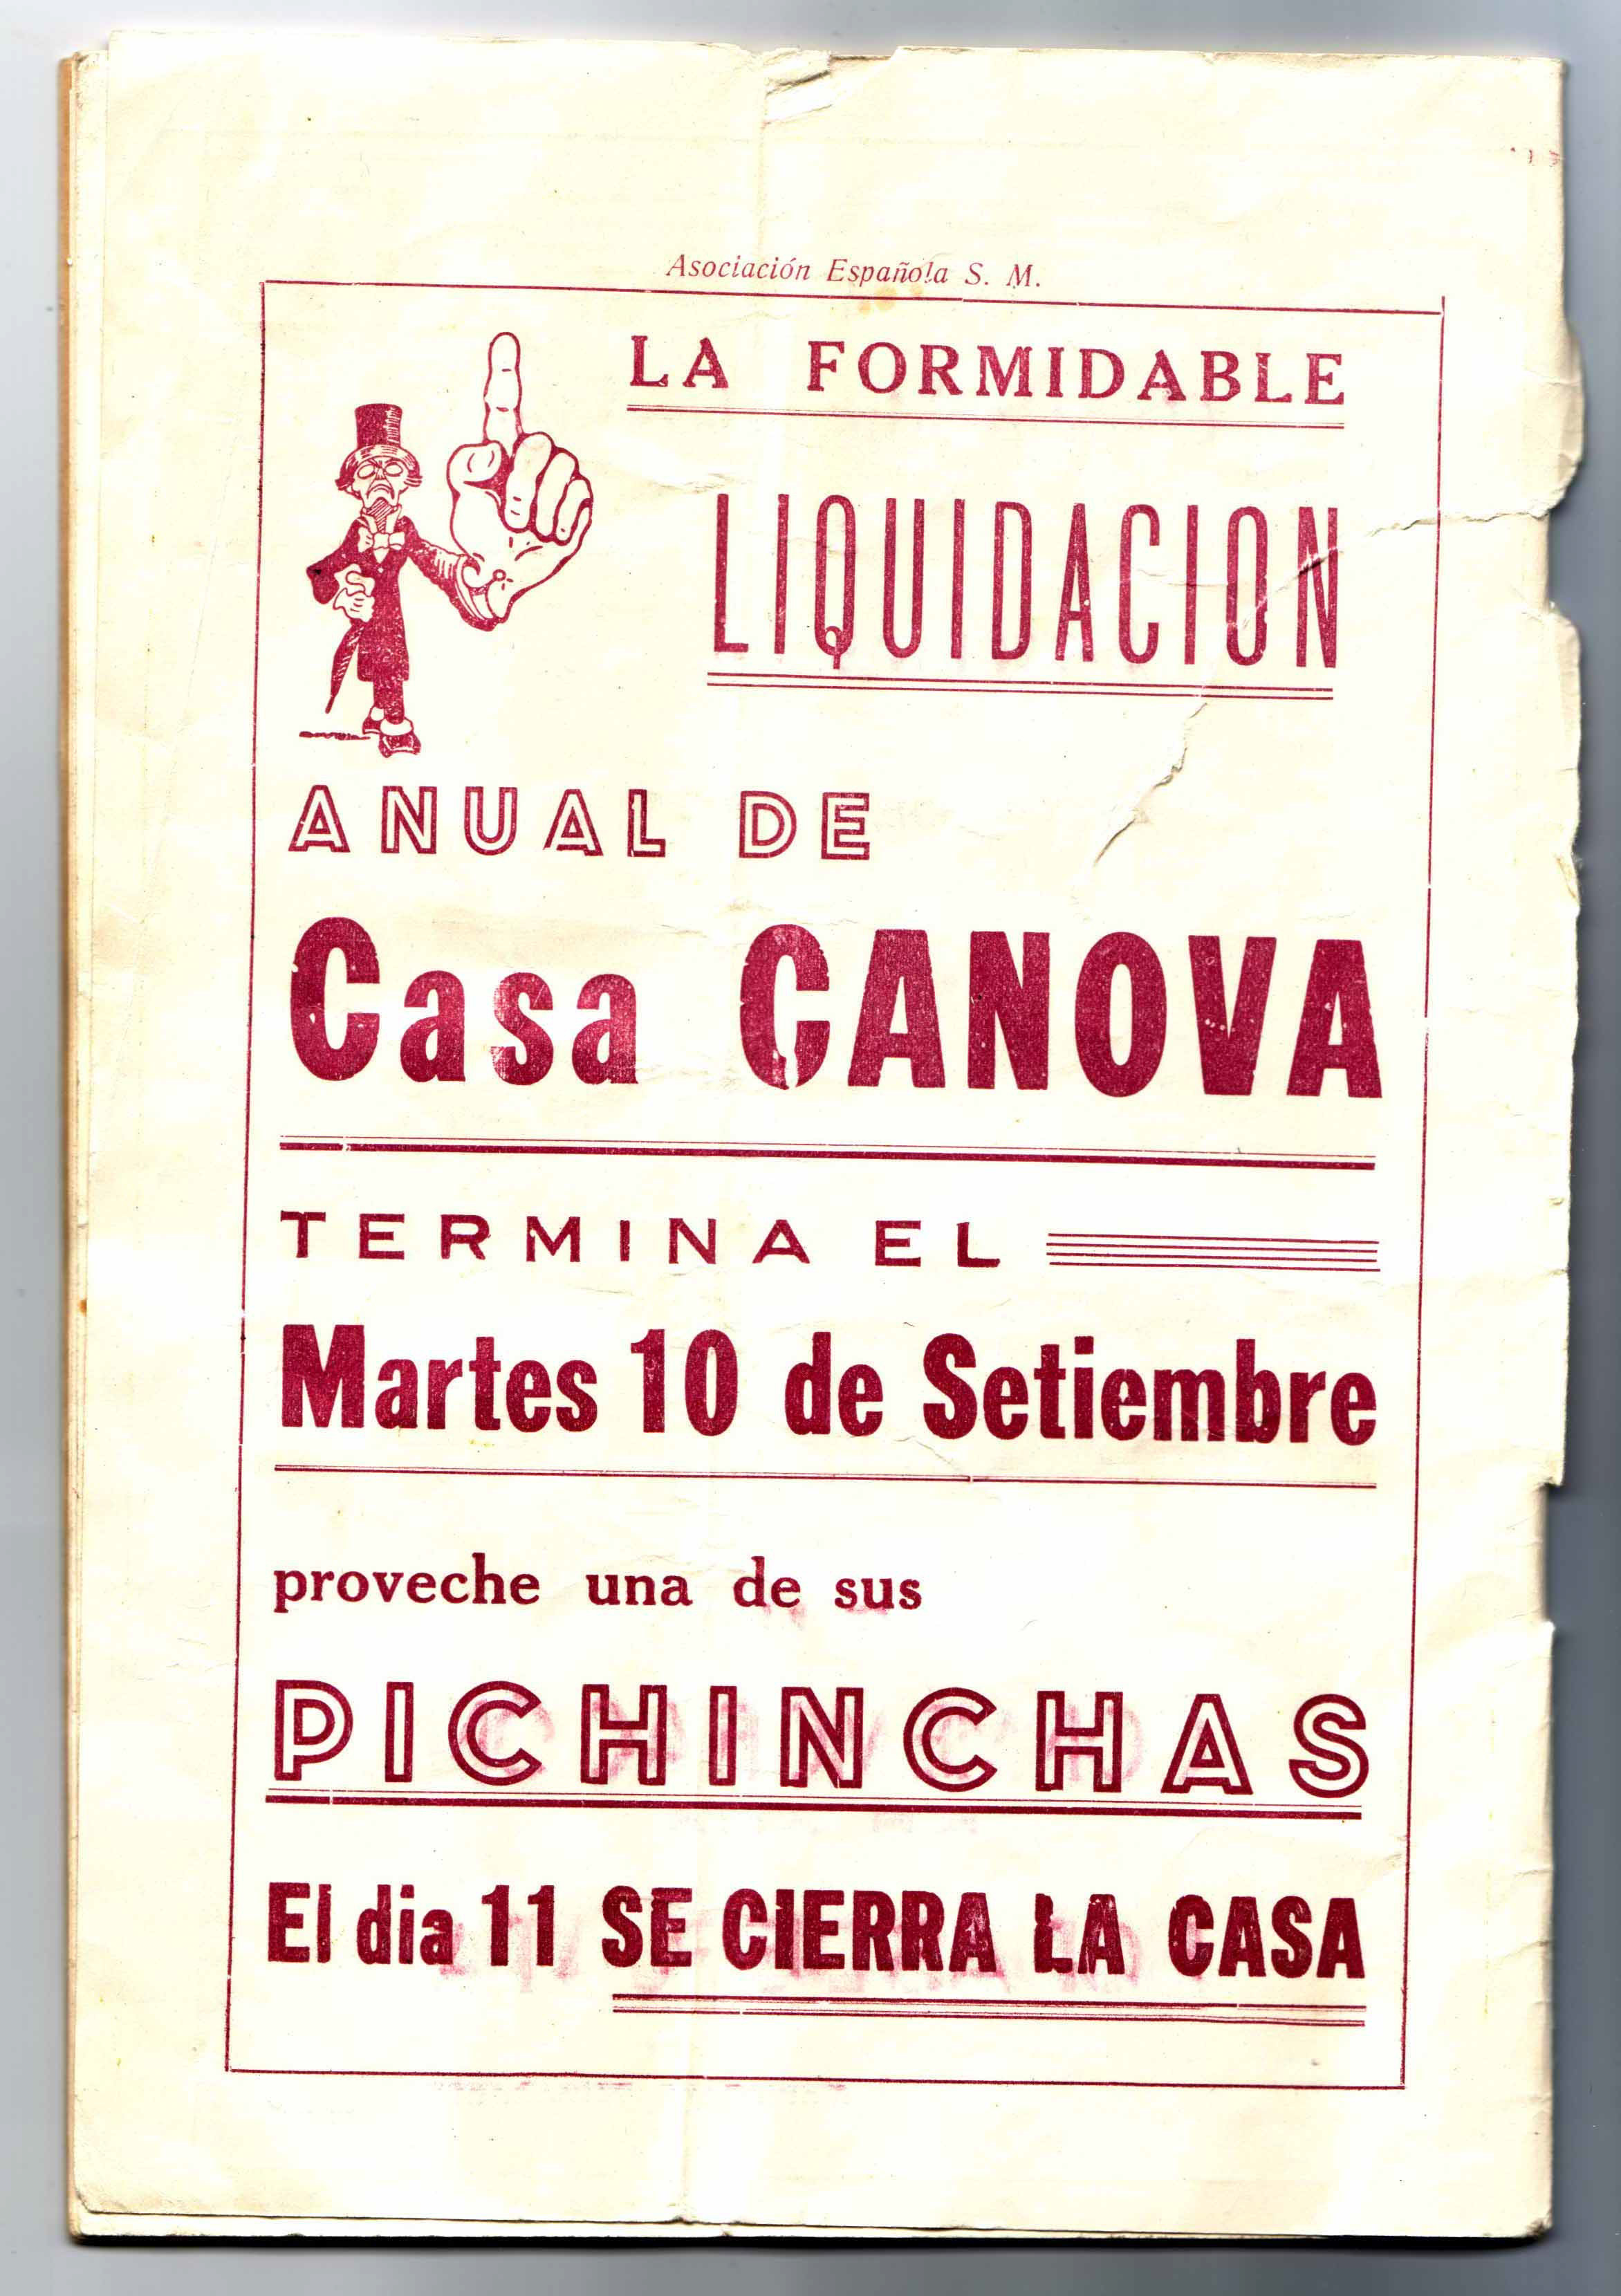 Asociación Española S. M.
LA FORMIDABLE
LIQUIDACION
ANUAL DE
Casa CANOVA
TERMINA EL
Martes 10 de Setiembre
proveche una de sus
PICHINCHAS
El dia 11 SE CIERRA LA CASA